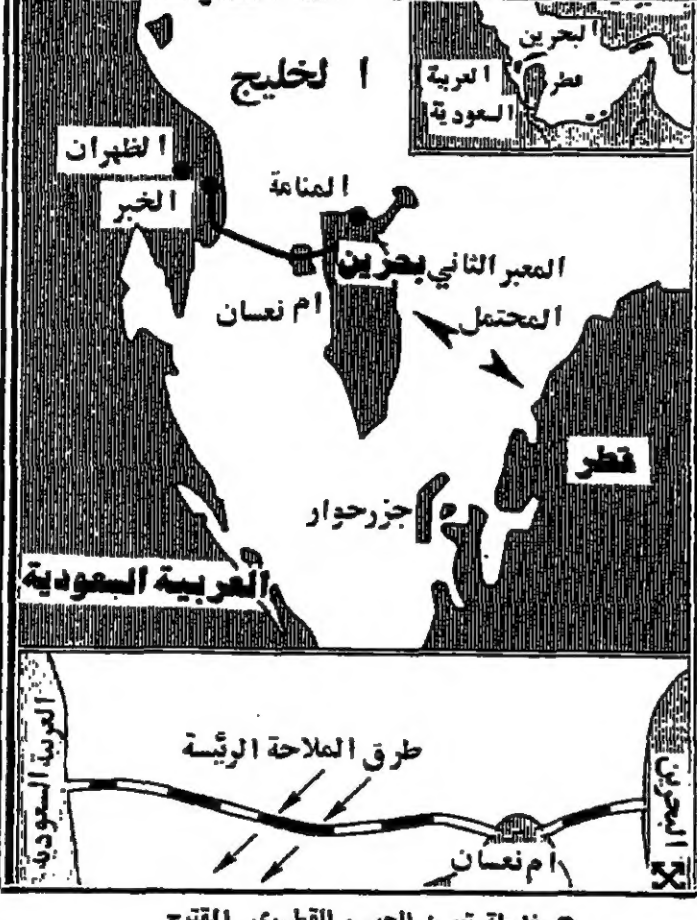 البحرين
قطر
العربية
السعودية
الخليج
الظهران
الخبر
المنامة
بحرين
المعبر الثاني
المحتمل
ام نعسان
قطر
جزر حوار
العربية السعودية
طرق الملاحة الرئيسة
العربية السعودية
البحرين
ام نعسان